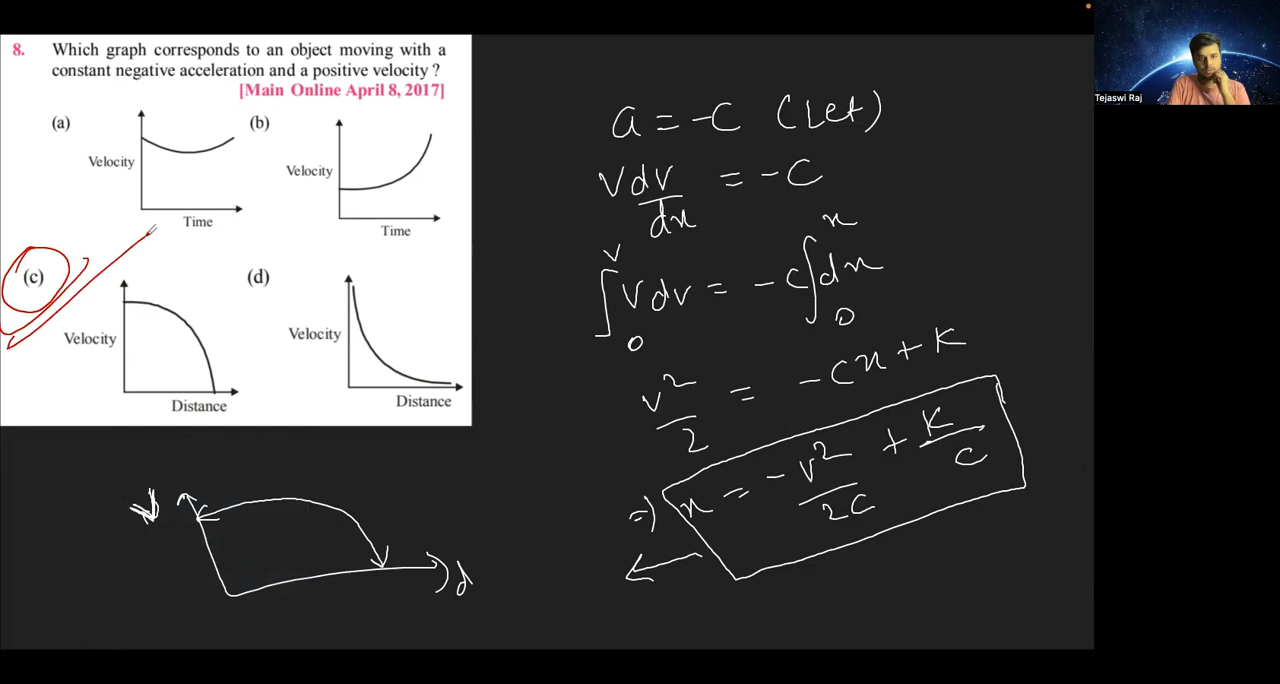 8. Which graph corresponds to an object moving with a
constant negative acceleration and a positive velocity ?
[Main Online April 8, 2017]
(a)
Velocity
Time
(b)
Velocity
Time
(c)
Velocity
Distance
(d)
Velocity
Distance
a = -C (Let)
V dv/dx = -C
∫₀ᵛ V dv = -C ∫₀ˣ dx
v²/2 = -Cx + K
⇒) x = -v²/2C + K/C
d
Tejaswi Raj